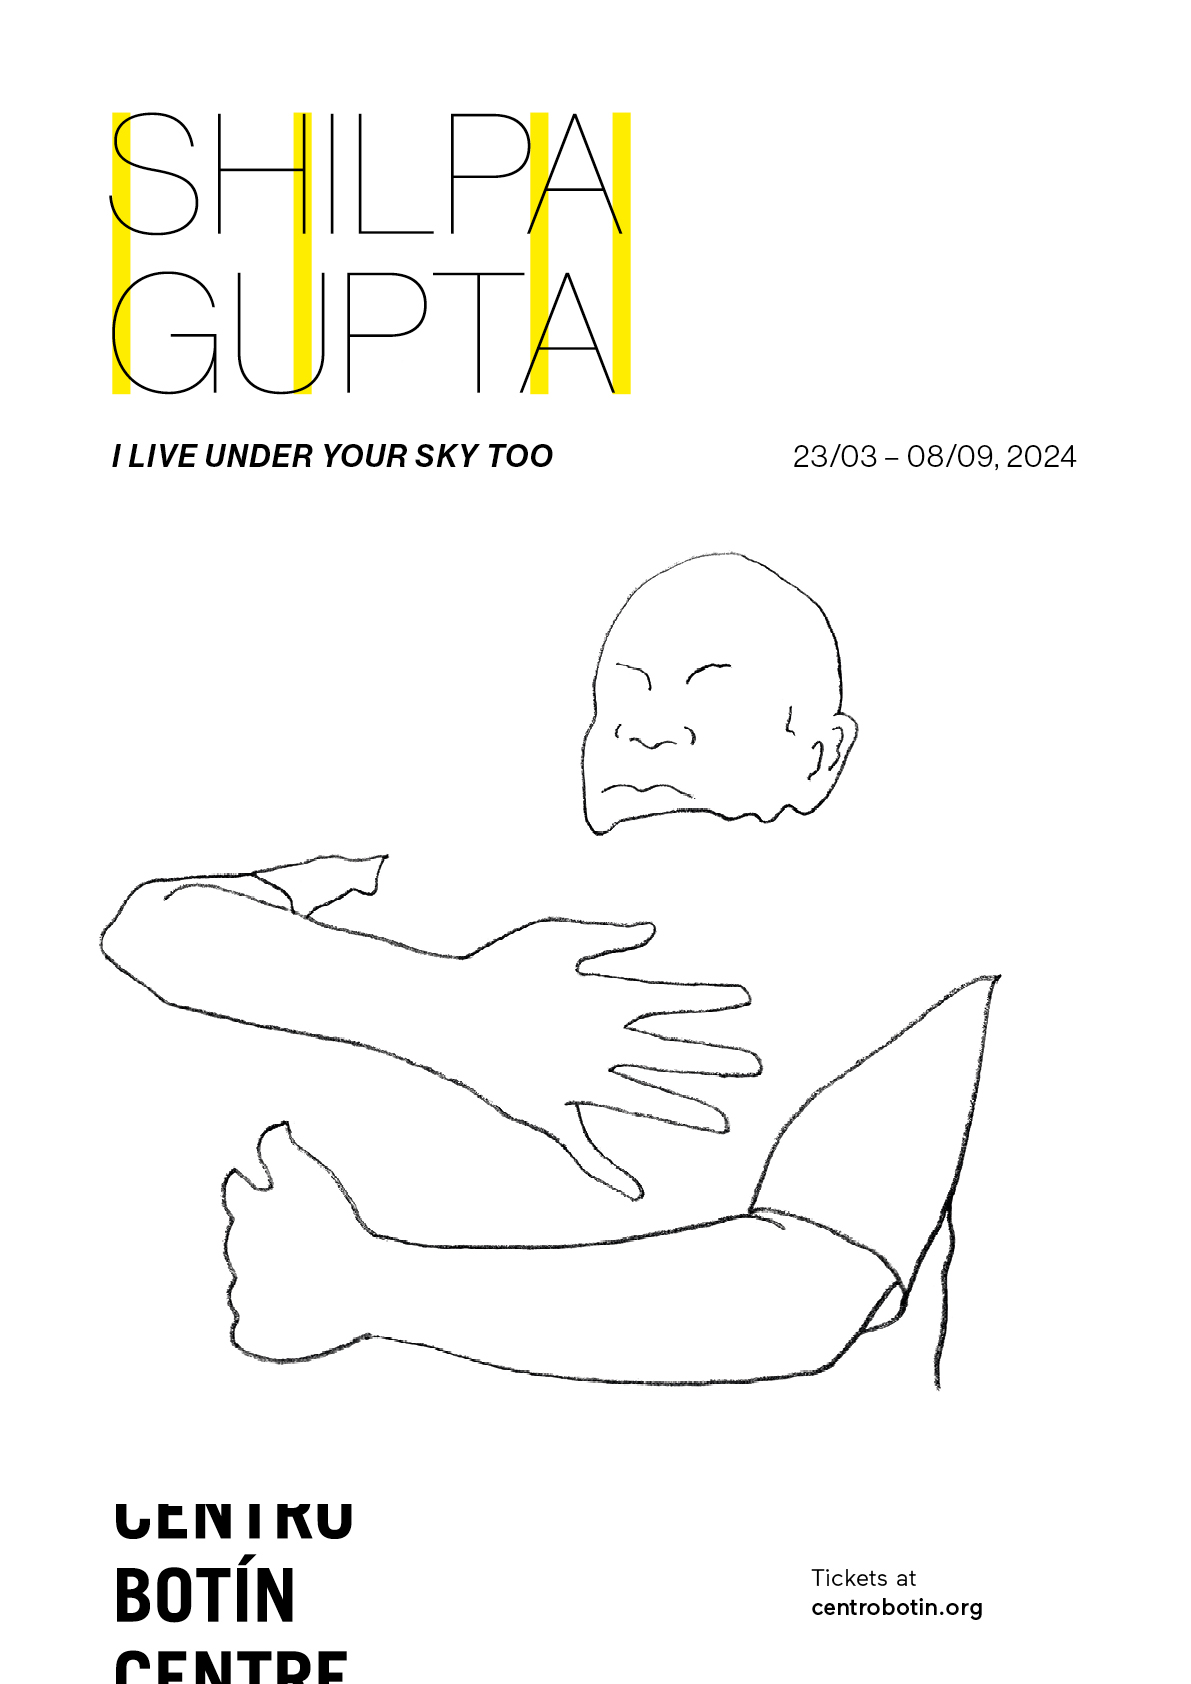 SHILPA
GUPTA
I LIVE UNDER YOUR SKY TOO
23/03 – 08/09, 2024
CENTRO
BOTÍN
CENTRE
Tickets at
centrobotin.org